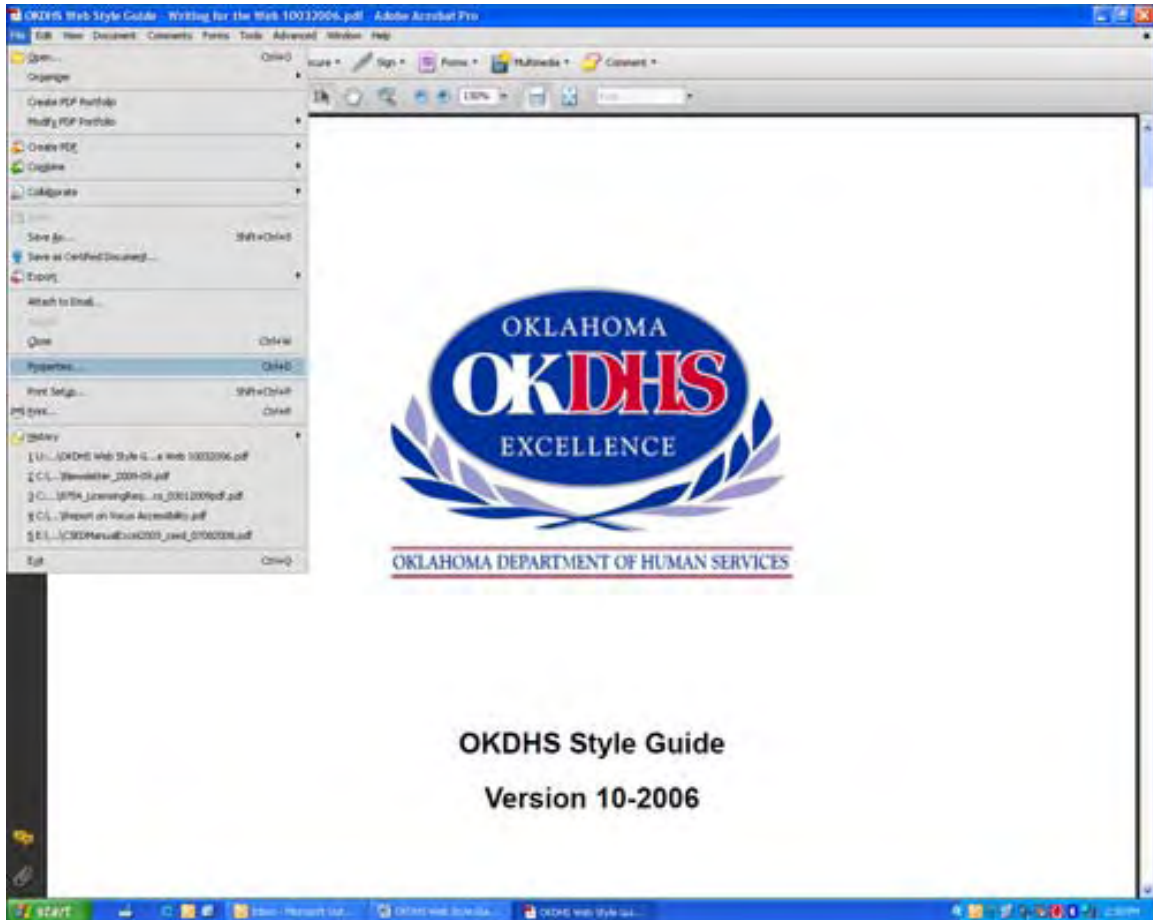 OKDHS Web Style Guide - Writing for the Web 10032006.pdf - Adobe Acrobat Pro
File Edit View Document Comments Forms Tools Advanced Window Help
Open... Ctrl+O
Organizer
Create PDF Portfolio
Modify PDF Portfolio
Create PDF
Combine
Collaborate
Save As... Shift+Ctrl+S
Save as Certified Document...
Export
Attach to Email...
Close Ctrl+W
Properties... Ctrl+D
Print Setup... Shift+Ctrl+P
Print... Ctrl+P
History
Exit Ctrl+Q
Sign Forms Multimedia Comment
130%
OKLAHOMA
OKDHS
EXCELLENCE
OKLAHOMA DEPARTMENT OF HUMAN SERVICES
OKDHS Style Guide
Version 10-2006
start